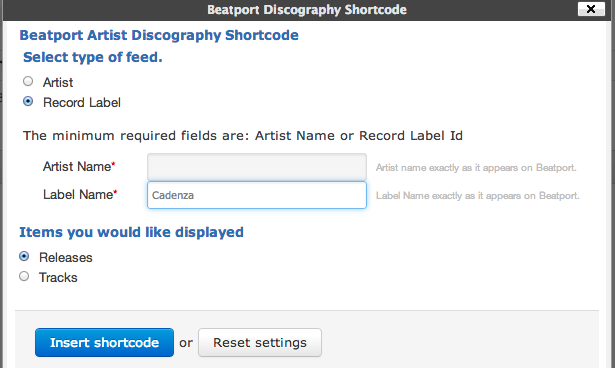 Beatport Discography Shortcode
Beatport Artist Discography Shortcode
Select type of feed.
Artist
Record Label
The minimum required fields are: Artist Name or Record Label Id
Artist Name* Artist name exactly as it appears on Beatport.
Label Name* Cadenza Label Name exactly as it appears on Beatport.
Items you would like displayed
Releases
Tracks
Insert shortcode or Reset settings